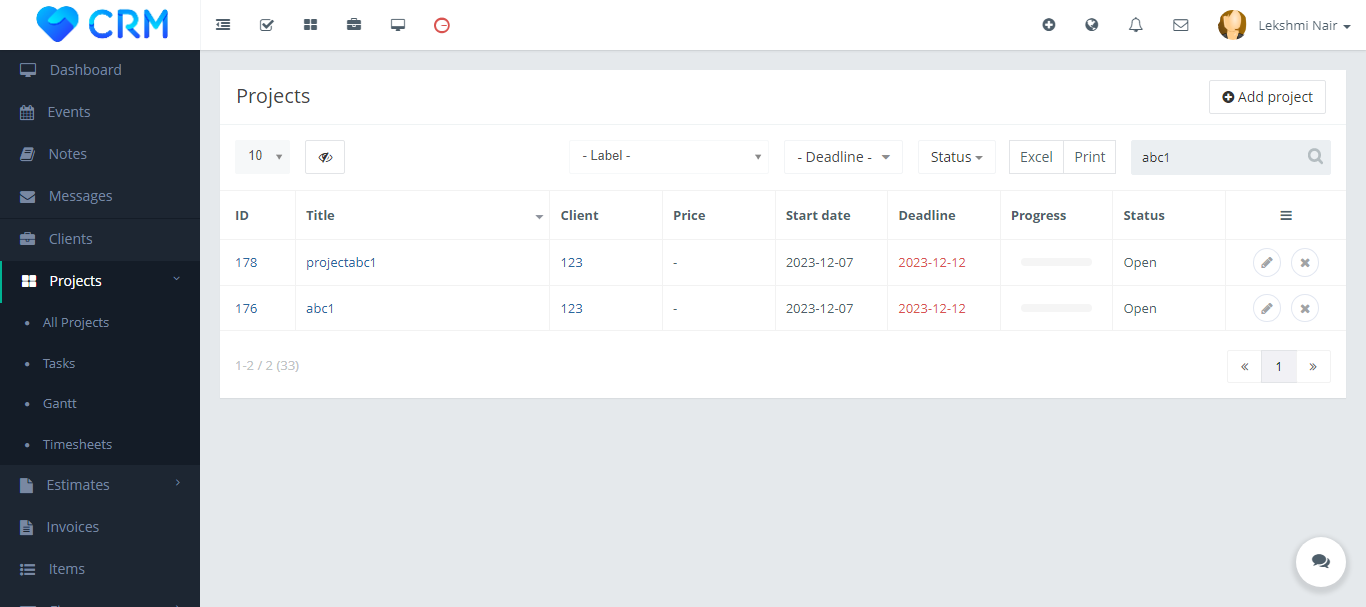 CRM
Lekshmi Nair
Dashboard
Events
Notes
Messages
Clients
Projects
All Projects
Tasks
Gantt
Timesheets
Estimates
Invoices
Items
Projects
Add project
10
- Label -
- Deadline -
Status
Excel
Print
abc1
ID Title Client Price Start date Deadline Progress Status
178 projectabc1 123 - 2023-12-07 2023-12-12 Open
176 abc1 123 - 2023-12-07 2023-12-12 Open
1-2 / 2 (33)
« 1 »